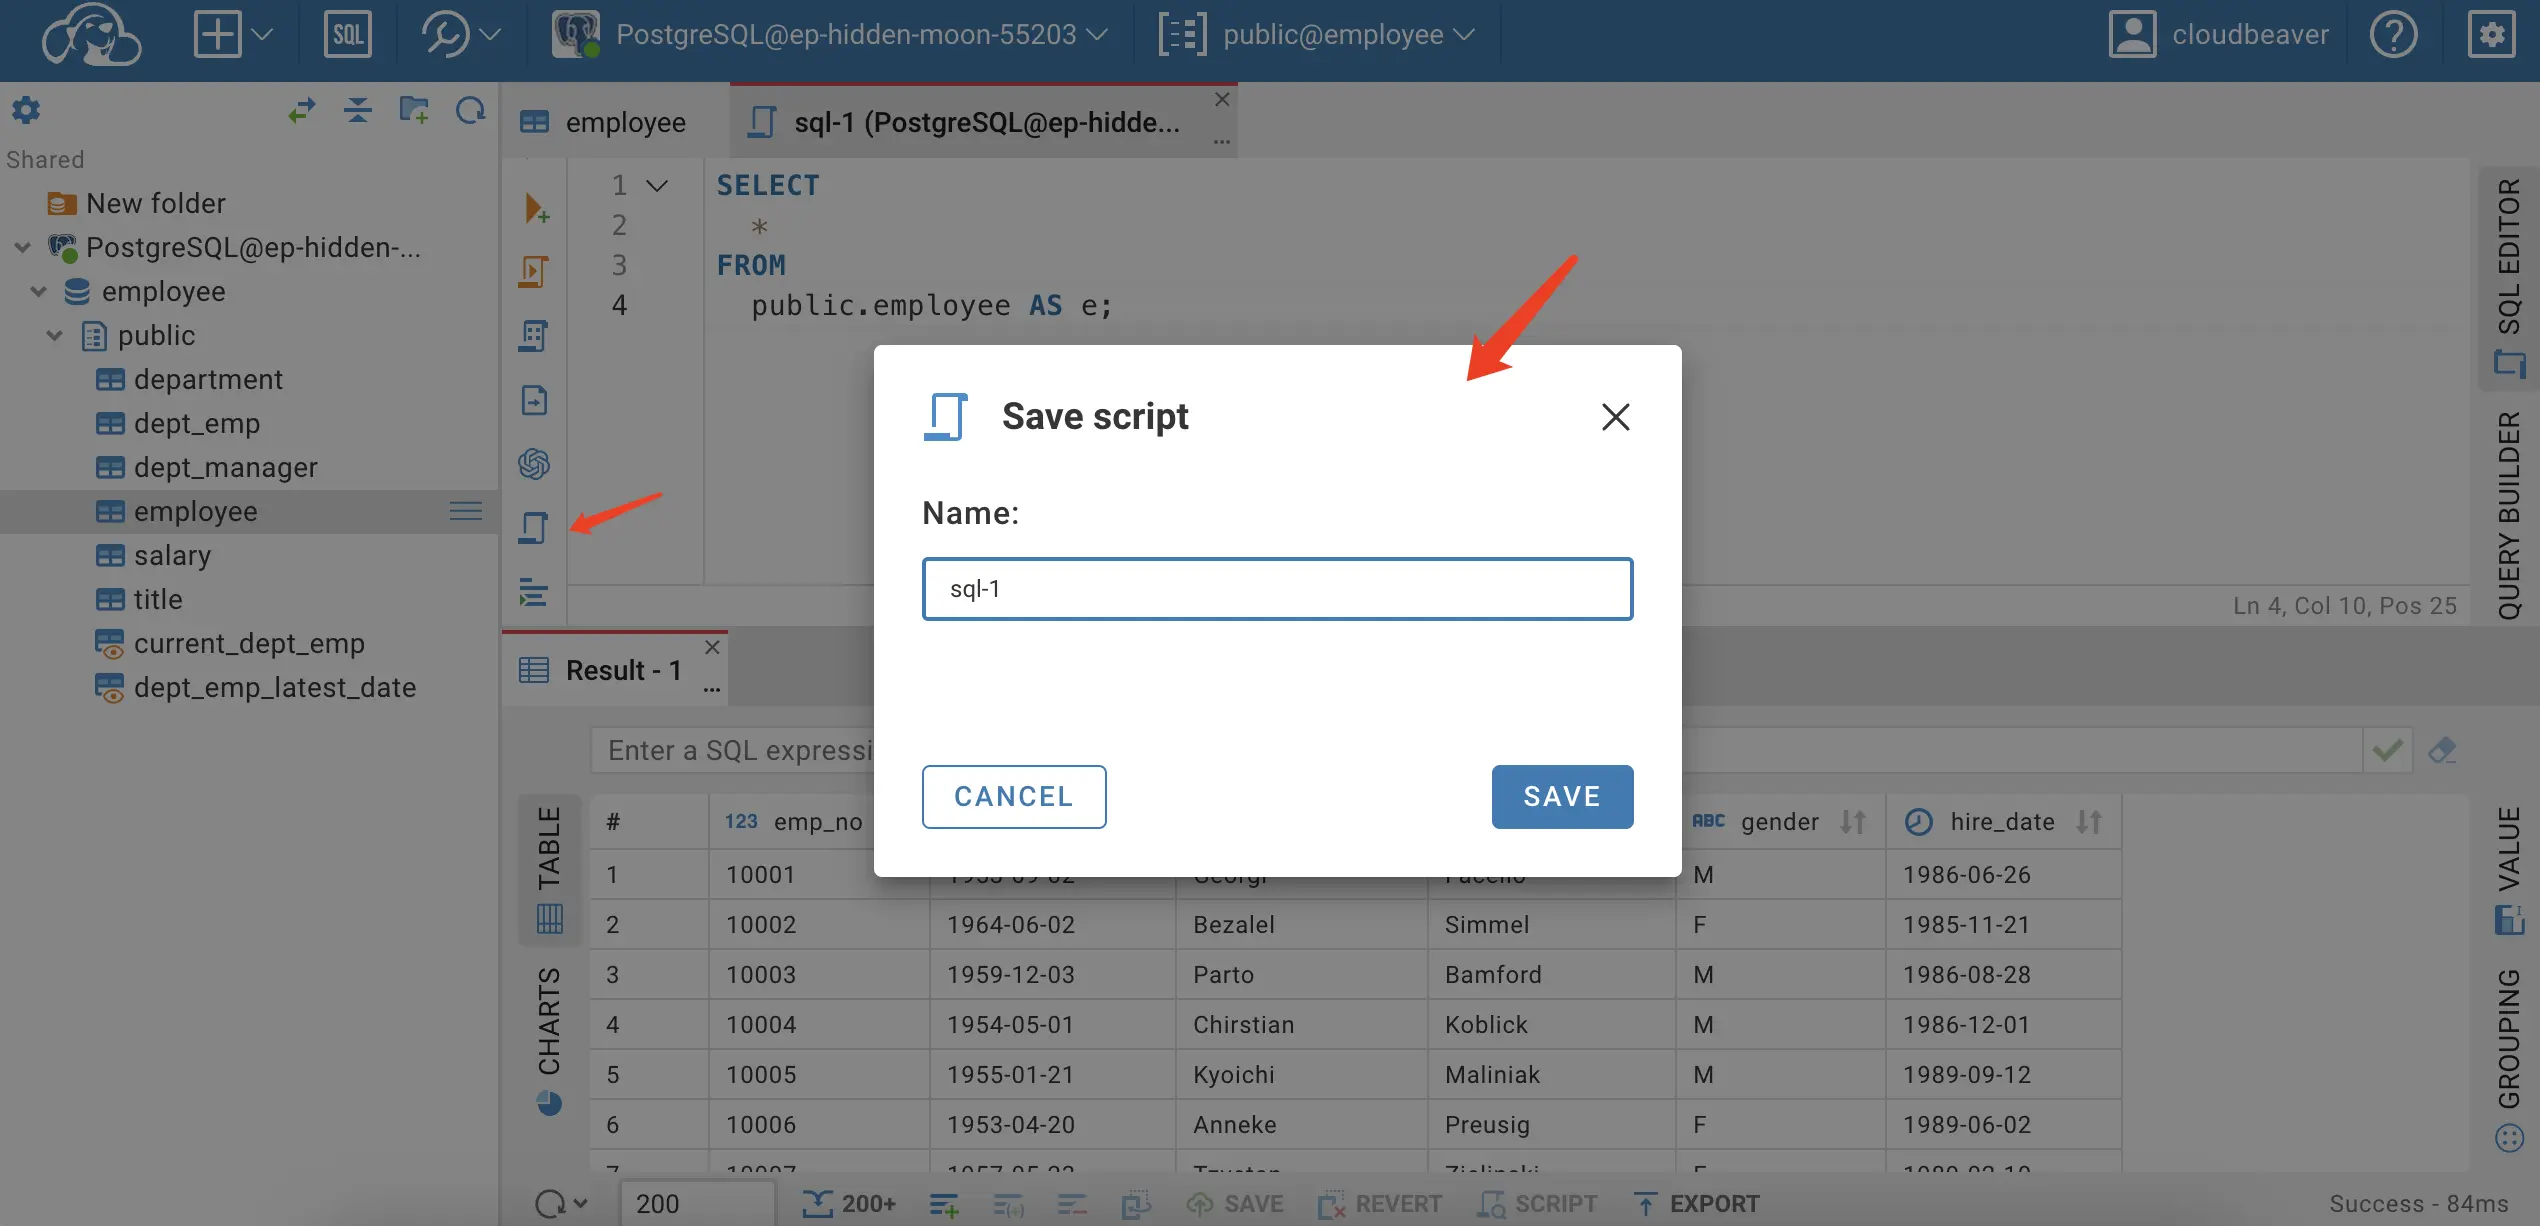 SQL
PostgreSQL@ep-hidden-moon-55203
public@employee
cloudbeaver
Shared
New folder
PostgreSQL@ep-hidden-...
employee
public
department
dept_emp
dept_manager
employee
salary
title
current_dept_emp
dept_emp_latest_date
employee
sql-1 (PostgreSQL@ep-hidde...
1 SELECT
2 *
3 FROM
4 public.employee AS e;
Ln 4, Col 10, Pos 25
SQL EDITOR
QUERY BUILDER
Save script
Name:
sql-1
CANCEL
SAVE
Result - 1
Enter a SQL expressi
TABLE
CHARTS
# 123 emp_no ABC gender hire_date
1 10001 M 1986-06-26
2 10002 1964-06-02 Bezalel Simmel F 1985-11-21
3 10003 1959-12-03 Parto Bamford M 1986-08-28
4 10004 1954-05-01 Chirstian Koblick M 1986-12-01
5 10005 1955-01-21 Kyoichi Maliniak M 1989-09-12
6 10006 1953-04-20 Anneke Preusig F 1989-06-02
VALUE
GROUPING
200
200+
SAVE
REVERT
SCRIPT
EXPORT
Success - 84ms